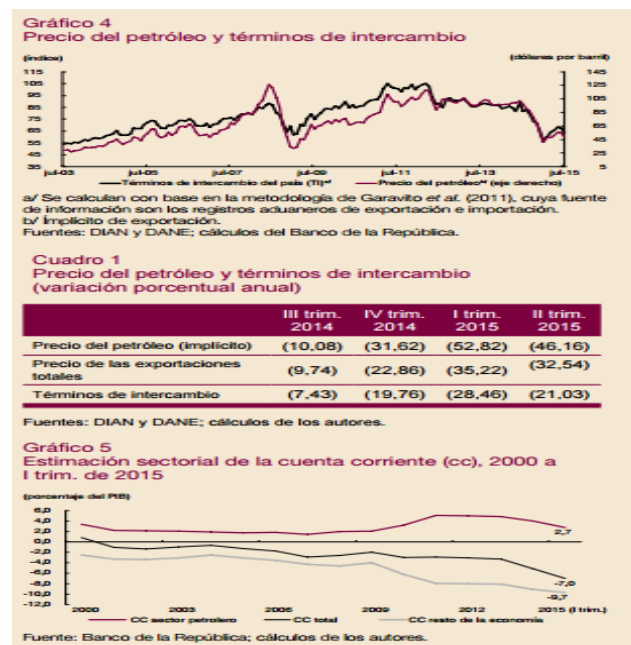 Gráfico 4
Precio del petróleo y términos de intercambio
(índice) (dólares por barril)
115 145
105 125
95 105
85
75 85
65 65
55 45
45 25
35 5
jul-03 jul-05 jul-07 jul-09 jul-11 jul-13 jul-15
Términos de intercambio del país (TI)a/ Precio del petróleob/ (eje derecho)
a/ Se calculan con base en la metodología de Garavito et al. (2011), cuya fuente
de información son los registros aduaneros de exportación e importación.
b/ Implícito de exportación.
Fuentes: DIAN y DANE; cálculos del Banco de la República.
Cuadro 1
Precio del petróleo y términos de intercambio
(variación porcentual anual)
III trim. IV trim. I trim. II trim.
2014 2014 2015 2015
Precio del petróleo (implícito) (10,08) (31,62) (52,82) (46,16)
Precio de las exportaciones
totales (9,74) (22,86) (35,22) (32,54)
Términos de intercambio (7,43) (19,76) (28,46) (21,03)
Fuentes: DIAN y DANE; cálculos de los autores.
Gráfico 5
Estimación sectorial de la cuenta corriente (cc), 2000 a
I trim. de 2015
(porcentaje del PIB)
6,0
4,0
2,0 2,7
0,0
-2,0
-4,0
-6,0
-8,0 -7,0
-10,0 -9,7
-12,0
2000 2003 2006 2009 2012 2015 (I trim.)
CC sector petrolero CC total CC resto de la economía
Fuente: Banco de la República; cálculos de los autores.